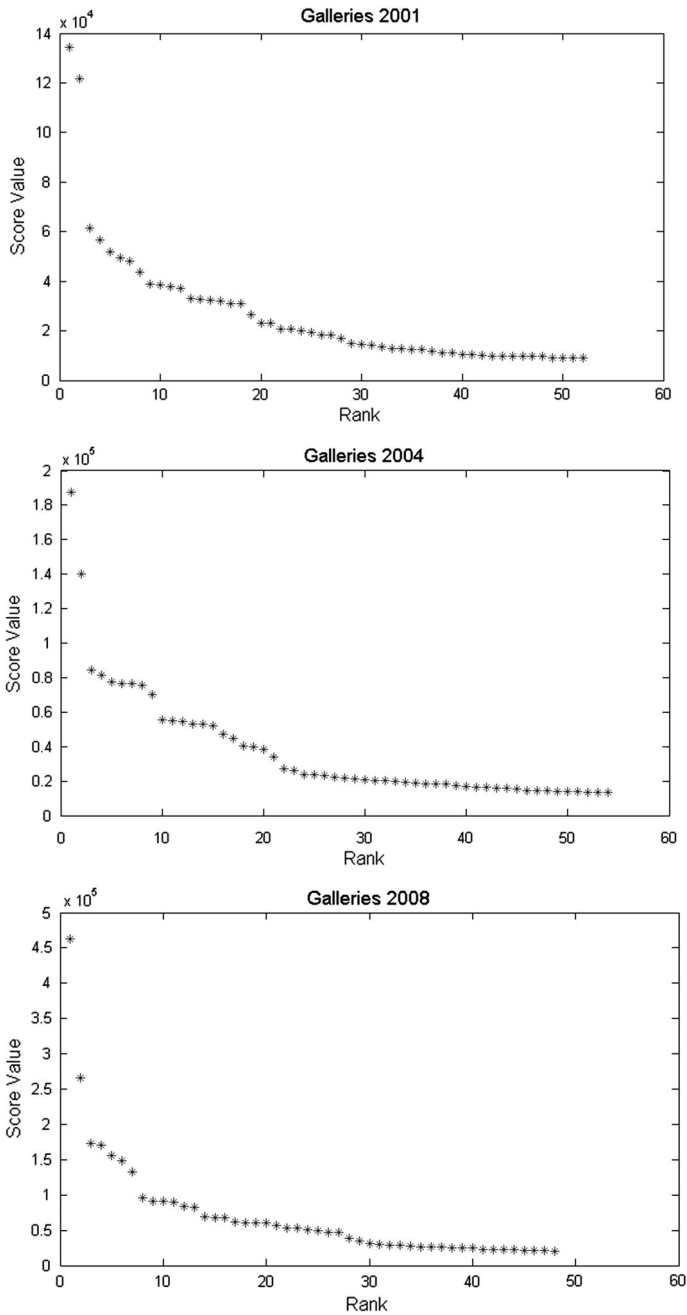 Galleries 2001
x 10^4
14
12
10
8
6
4
2
0
Score Value
0 10 20 30 40 50 60
Rank
Galleries 2004
x 10^5
2
1.8
1.6
1.4
1.2
1
0.8
0.6
0.4
0.2
0
Score Value
0 10 20 30 40 50 60
Rank
Galleries 2008
x 10^5
5
4.5
4
3.5
3
2.5
2
1.5
1
0.5
0
Score Value
0 10 20 30 40 50 60
Rank